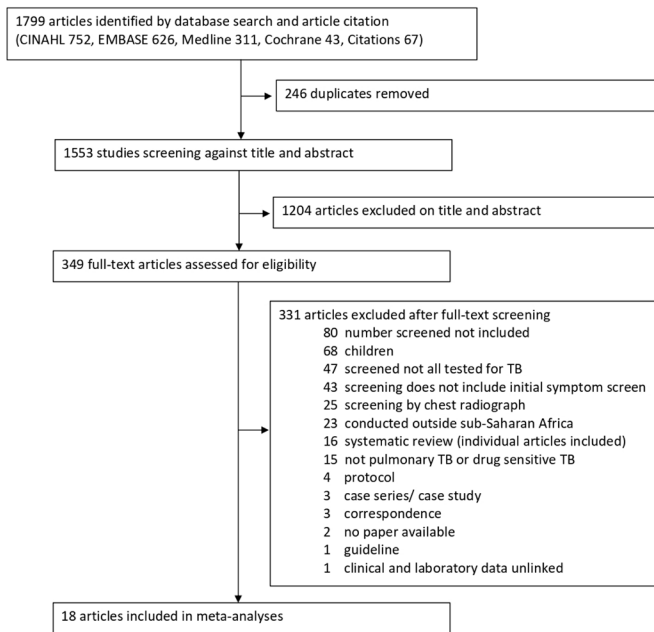 1799 articles identified by database search and article citation
(CINAHL 752, EMBASE 626, Medline 311, Cochrane 43, Citations 67)
246 duplicates removed
1553 studies screening against title and abstract
1204 articles excluded on title and abstract
349 full-text articles assessed for eligibility
331 articles excluded after full-text screening
80 number screened not included
68 children
47 screened not all tested for TB
43 screening does not include initial symptom screen
25 screening by chest radiograph
23 conducted outside sub-Saharan Africa
16 systematic review (individual articles included)
15 not pulmonary TB or drug sensitive TB
4 protocol
3 case series/ case study
3 correspondence
2 no paper available
1 guideline
1 clinical and laboratory data unlinked
18 articles included in meta-analyses